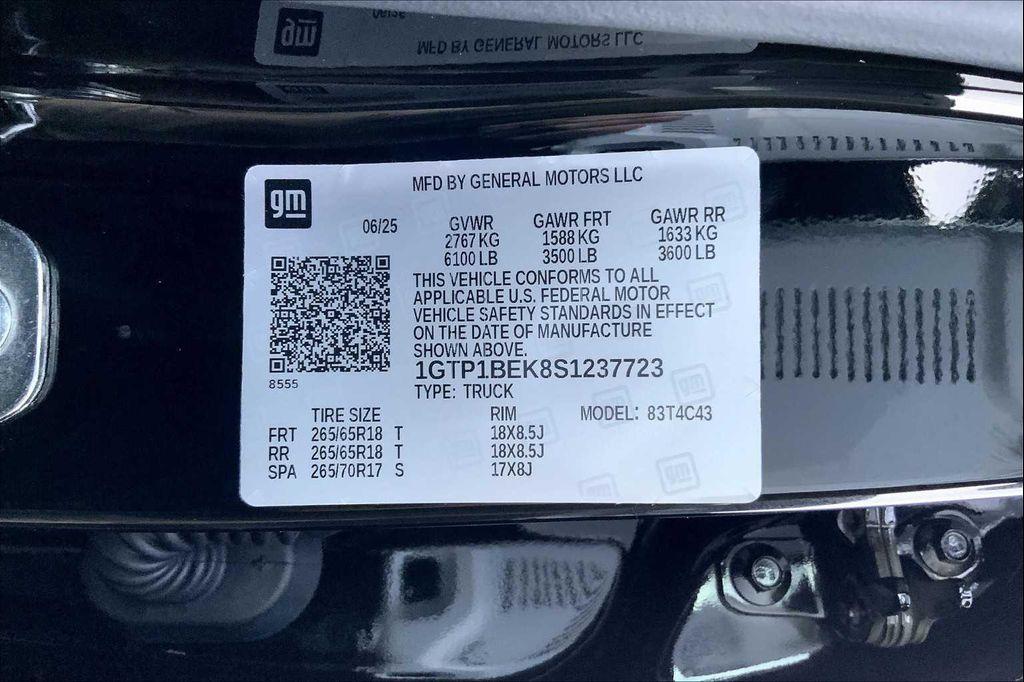 gm
MFD BY GENERAL MOTORS LLC
06/25
GVWR GAWR FRT GAWR RR
2767 KG 1588 KG 1633 KG
6100 LB 3500 LB 3600 LB
THIS VEHICLE CONFORMS TO ALL
APPLICABLE U.S. FEDERAL MOTOR
VEHICLE SAFETY STANDARDS IN EFFECT
ON THE DATE OF MANUFACTURE
SHOWN ABOVE.
8555
1GTP1BEK8S1237723
TYPE: TRUCK
TIRE SIZE RIM MODEL: 83T4C43
FRT 265/65R18 T 18X8.5J
RR 265/65R18 T 18X8.5J
SPA 265/70R17 S 17X8J
gm